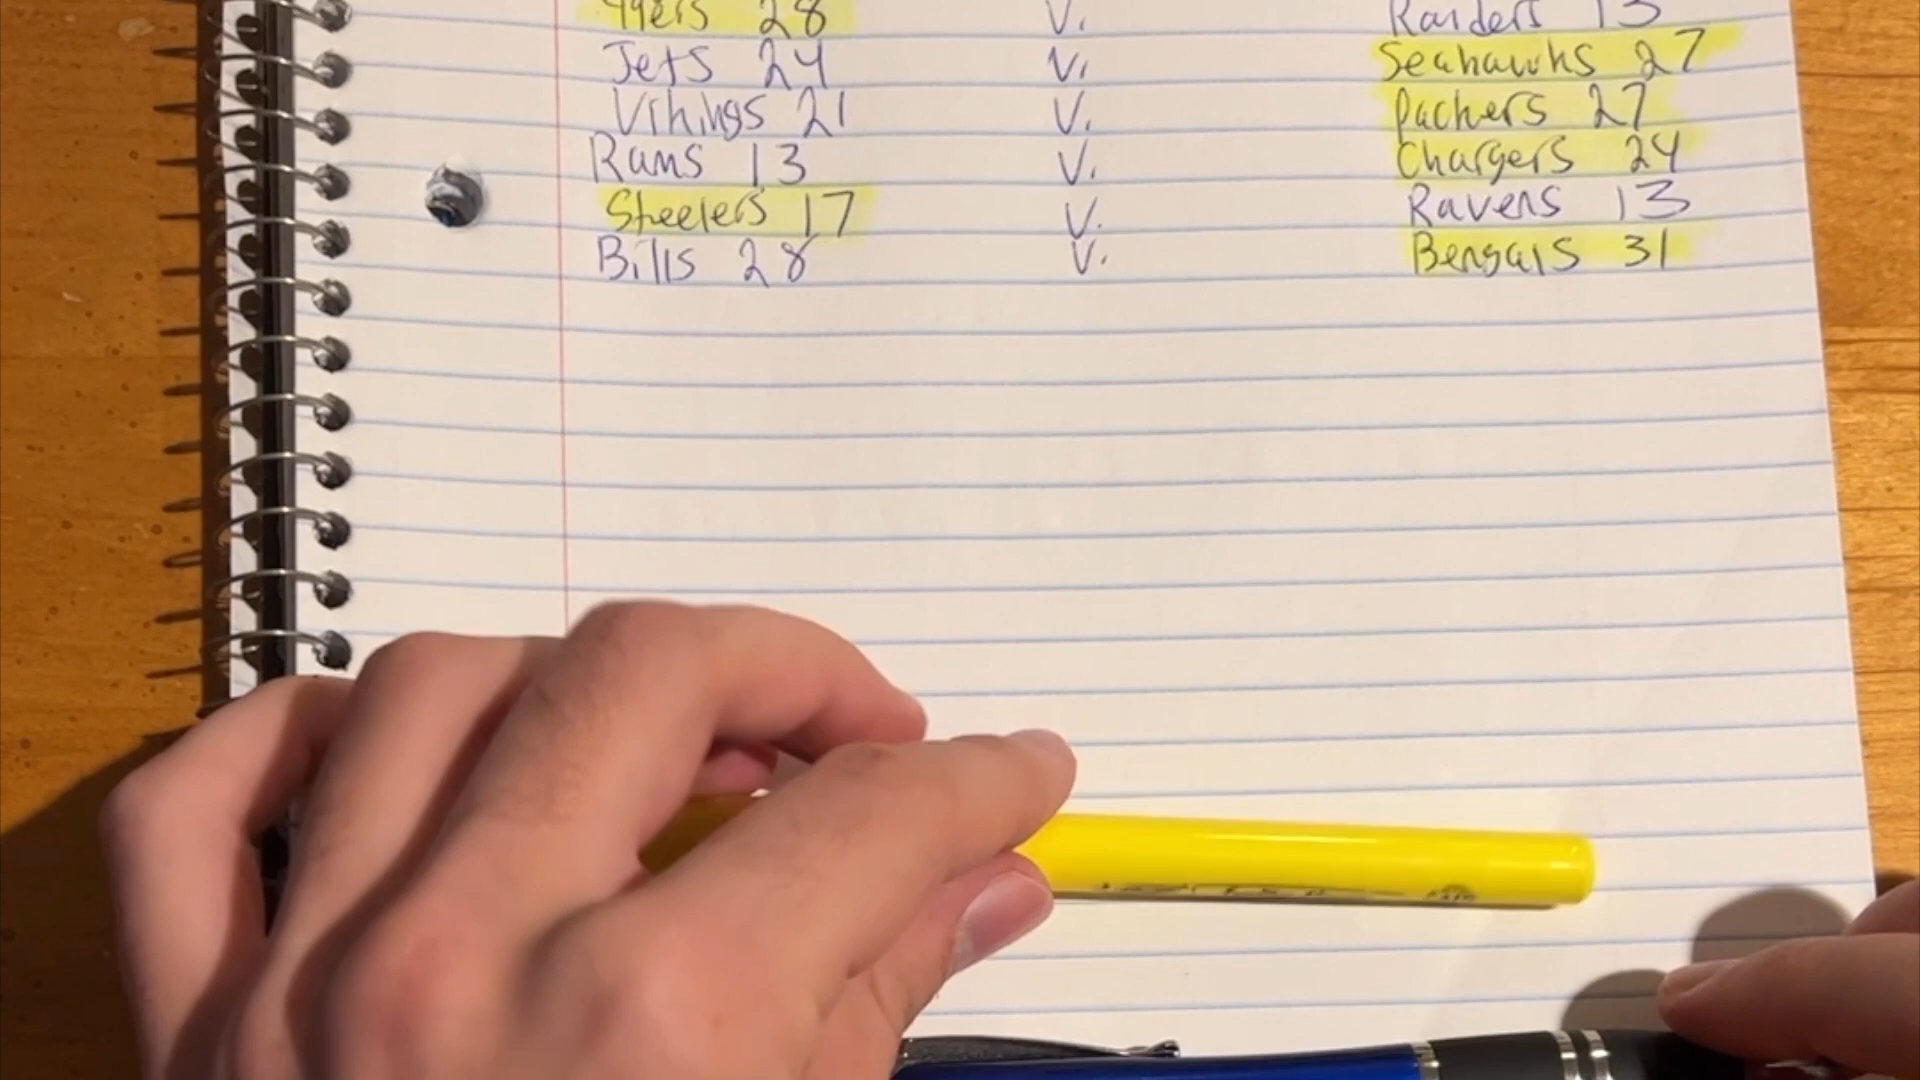 49ers 28 V. Raiders 13
Jets 24 V. Seahawks 27
Vikings 21 V. Packers 27
Rams 13 V. Chargers 24
Steelers 17 V. Ravens 13
Bills 28 V. Bengals 31